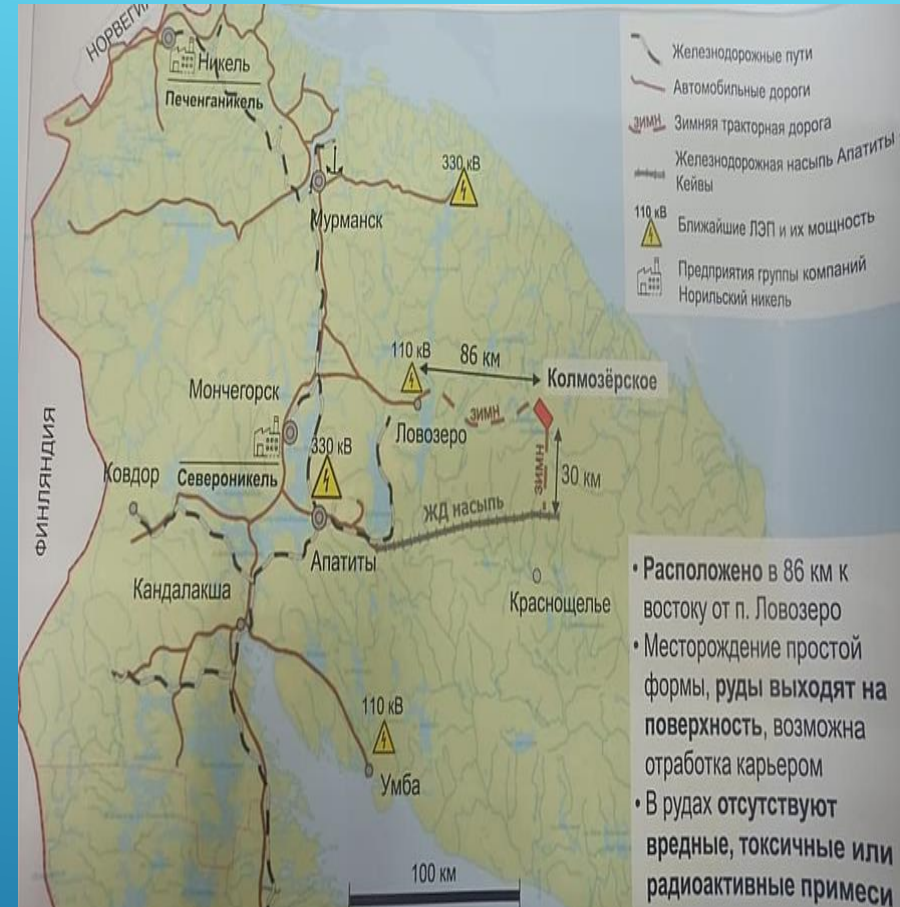 НОРВЕГИ
Никель
Печенганикель
330 кВ
Мурманск
Железнодорожные пути
Автомобильные дороги
ЗИМН
Зимняя тракторная дорога
Железнодорожная насыпь Апатиты -
Кейвы
110 кВ
Ближайшие ЛЭП и их мощность
Предприятия группы компаний
Норильский никель
110 кВ
86 км
Колмозёрское
Мончегорск
ЗИМН
Ловозеро
330 кВ
ФИНЛЯНДИЯ
Ковдор
Североникель
ЗИМН
30 км
ЖД насыпь
Апатиты
Кандалакша
Краснощелье
110 кВ
Умба
100 км
• Расположено в 86 км к
востоку от п. Ловозеро
• Месторождение простой
формы, руды выходят на
поверхность, возможна
отработка карьером
• В рудах отсутствуют
вредные, токсичные или
радиоактивные примеси